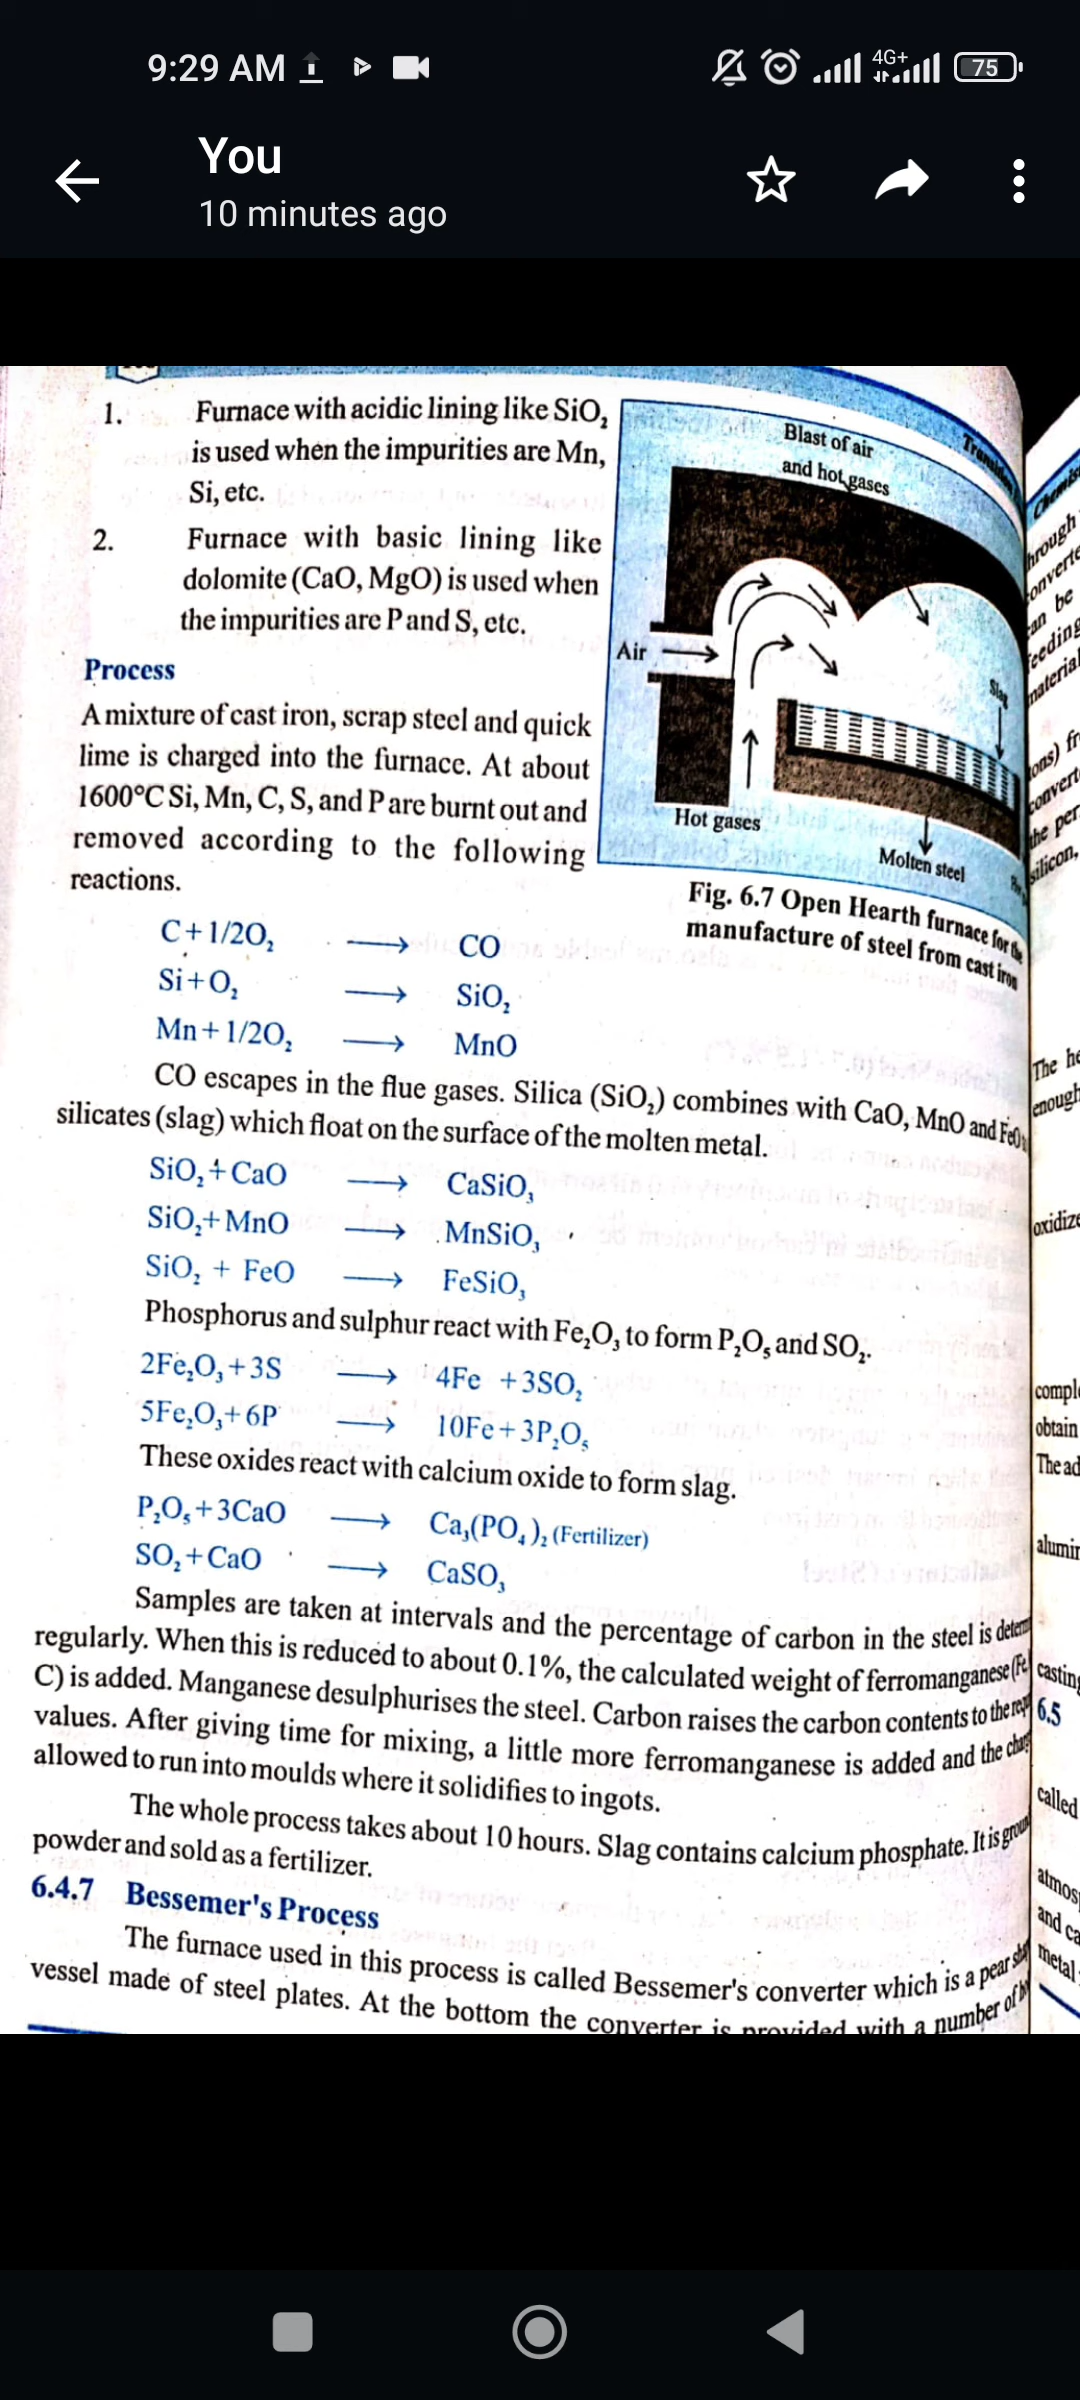 9:29 AM
4G+
75
You
10 minutes ago
1. Furnace with acidic lining like SiO₂
is used when the impurities are Mn,
Si, etc.
2. Furnace with basic lining like
dolomite (CaO, MgO) is used when
the impurities are P and S, etc.
Process
A mixture of cast iron, scrap steel and quick
lime is charged into the furnace. At about
1600°C Si, Mn, C, S, and P are burnt out and
removed according to the following
reactions.
Blast of air
and hot gases
Air
Slag
Hot gases
Molten steel
Fig. 6.7 Open Hearth furnace for the
manufacture of steel from cast iron
C+1/2O₂ → CO
Si+O₂ → SiO₂
Mn+1/2O₂ → MnO
CO escapes in the flue gases. Silica (SiO₂) combines with CaO, MnO and FeO
silicates (slag) which float on the surface of the molten metal.
SiO₂+CaO → CaSiO₃
SiO₂+MnO → MnSiO₃
SiO₂ + FeO → FeSiO₃
Phosphorus and sulphur react with Fe₂O₃ to form P₂O₅ and SO₂.
2Fe₂O₃+3S → 4Fe +3SO₂
5Fe₂O₃+6P → 10Fe+3P₂O₅
These oxides react with calcium oxide to form slag.
P₂O₅+3CaO → Ca₃(PO₄)₂ (Fertilizer)
SO₂+CaO → CaSO₃
Samples are taken at intervals and the percentage of carbon in the steel is
regularly. When this is reduced to about 0.1%, the calculated weight of ferromanganese (Fe,
C) is added. Manganese desulphurises the steel. Carbon raises the carbon contents to the
values. After giving time for mixing, a little more ferromanganese is added and the
allowed to run into moulds where it solidifies to ingots.
The whole process takes about 10 hours. Slag contains calcium phosphate. It is
powder and sold as a fertilizer.
6.4.7 Bessemer's Process
The furnace used in this process is called Bessemer's converter which is a pear
vessel made of steel plates. At the bottom the converter is provided with a number of
can be
The
oxidize
obtain
The
6.5
called
and
metal